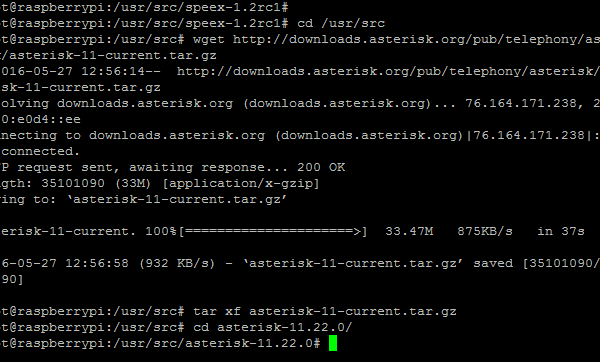 t@raspberrypi:/usr/src/speex-1.2rc1#
t@raspberrypi:/usr/src/speex-1.2rc1# cd /usr/src
t@raspberrypi:/usr/src# wget http://downloads.asterisk.org/pub/telephony/as
/asterisk-11-current.tar.gz
016-05-27 12:56:14-- http://downloads.asterisk.org/pub/telephony/asterisk/
sk-11-current.tar.gz
olving downloads.asterisk.org (downloads.asterisk.org)... 76.164.171.238, 2
0:e0d4::ee
necting to downloads.asterisk.org (downloads.asterisk.org)|76.164.171.238|:
connected.
P request sent, awaiting response... 200 OK
gth: 35101090 (33M) [application/x-gzip]
ing to: ‘asterisk-11-current.tar.gz’
erisk-11-current. 100%[=====================>] 33.47M 875KB/s in 37s
6-05-27 12:56:58 (932 KB/s) - ‘asterisk-11-current.tar.gz’ saved [35101090/
90]
t@raspberrypi:/usr/src# tar xf asterisk-11-current.tar.gz
t@raspberrypi:/usr/src# cd asterisk-11.22.0/
t@raspberrypi:/usr/src/asterisk-11.22.0#